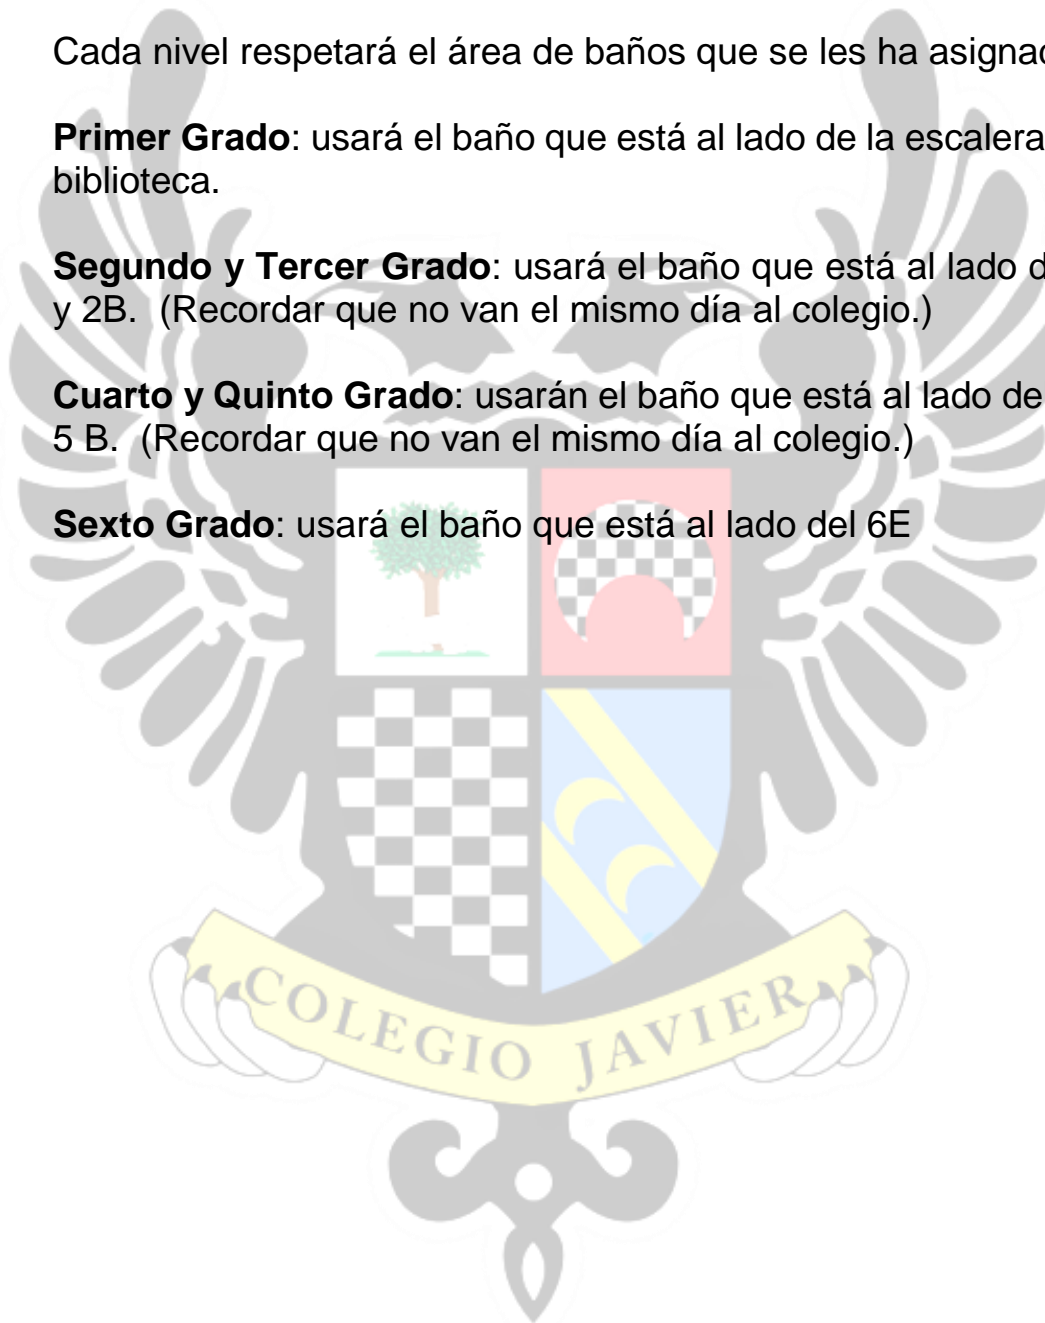 Cada nivel respetará el área de baños que se les ha
Primer Grado: usará el baño que está al lado de la escalera
biblioteca.
Segundo y Tercer Grado: usará el baño que está al lado
y 2B. (Recordar que no van el mismo día al colegio.)
Cuarto y Quinto Grado: usarán el baño que está al lado de
5 B. (Recordar que no van el mismo día al colegio.)
Sexto Grado: usará el baño que está al lado del 6E
COLEGIO JAVIER